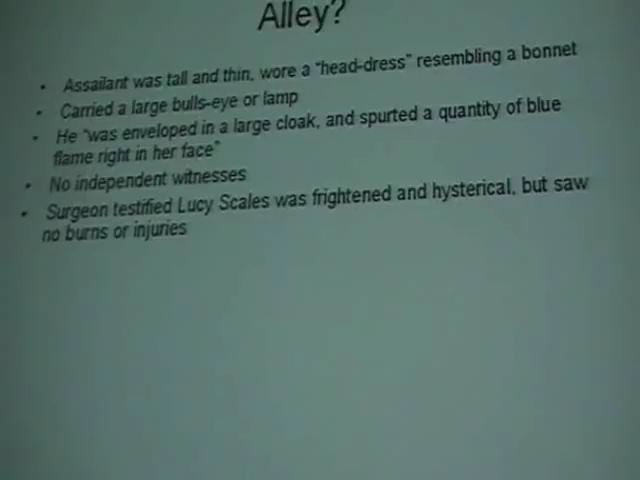 Alley?
• Assailant was tall and thin, wore a “head-dress” resembling a bonnet
• Carried a large bulls-eye or lamp
• He “was enveloped in a large cloak, and spurted a quantity of blue
flame right in her face”
• No independent witnesses
• Surgeon testified Lucy Scales was frightened and hysterical, but saw
no burns or injuries